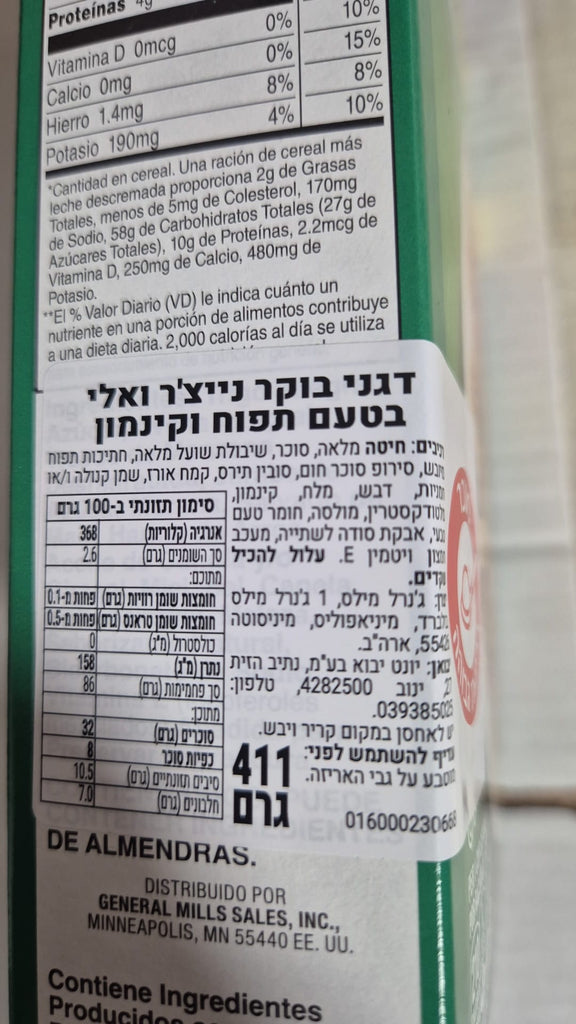 Proteínas 4g
Vitamina D 0mcg 0% 10%
Calcio 0mg 0% 15%
Hierro 1.4mg 8% 8%
Potasio 190mg 4% 10%
*Cantidad en cereal. Una ración de cereal más
leche descremada proporciona 2g de Grasas
Totales, menos de 5mg de Colesterol, 170mg
de Sodio, 58g de Carbohidratos Totales (27g de
Azúcares Totales), 10g de Proteínas, 2.2mcg de
Vitamina D, 250mg de Calcio, 480mg de
Potasio.
**El % Valor Diario (VD) le indica cuánto un
nutriente en una porción de alimentos contribuye
a una dieta diaria. 2,000 calorías al día se utiliza
דגני בוקר נייצ'ר ואלי
בטעם תפוח וקינמון
חיטה מלאה, סוכר, שיבולת שועל מלאה, חתיכות תפוח
סירופ סוכר חום, סובין תירס, קמח אורז, שמן קנולה ו/או
דבש, מלח, קינמון,
מולסה, חומר טעם
אבקת סודה לשתייה, מעכב
ויטמין E. עלול להכיל
ג'נרל מילס, 1 ג'נרל מילס
מיניאפוליס, מיניסוטה
ארה"ב.
יונט יבוא בע"מ, נתיב הזית
ינוב 4282500 טלפון:
לאחסן במקום קריר ויבש.
להשתמש לפני:
על גבי האריזה.
סימון תזונתי ב-100 גרם
אנרגיה (קלוריות) 368
סך השומנים (גרם) 2.6
מתוכם:
חומצות שומן רוויות (גרם) פחות מ-0.1
חומצות שומן טראנס (גרם) פחות מ-0.5
כולסטרול (מ"ג) 0
נתרן (מ"ג) 158
סך פחמימות (גרם) 86
מתוכן:
סוכרים (גרם) 32
כפיות סוכר 8
סיבים תזונתיים (גרם) 10.5
חלבונים (גרם) 7.0
411
גרם
DE ALMENDRAS.
DISTRIBUIDO POR
GENERAL MILLS SALES, INC.,
MINNEAPOLIS, MN 55440 EE. UU.
Contiene Ingredientes